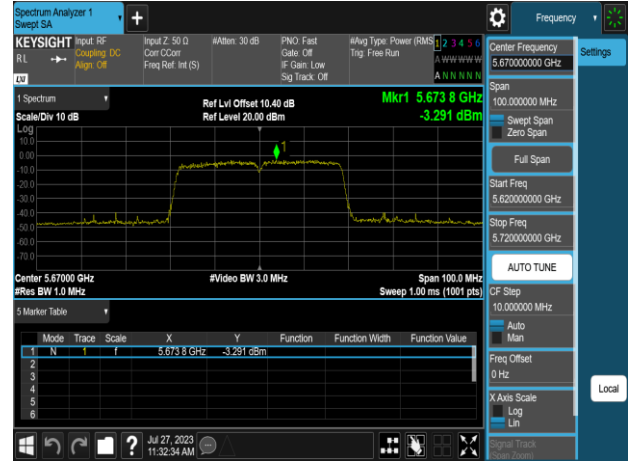 Spectrum Analyzer 1
Swept SA
+
Frequency
KEYSIGHT
Input: RF
Coupling: DC
Align: Off
Input Z: 50 Ω
Corr CCorr
Freq Ref: Int (S)
#Atten: 30 dB
PNO: Fast
Gate: Off
IF Gain: Low
Sig Track: Off
#Avg Type: Power (RMS)
Trig: Free Run
1 2 3 4 5 6
A W W W W W
A N N N N N
RL
LXI
1 Spectrum
Scale/Div 10 dB
Ref Lvl Offset 10.40 dB
Ref Level 20.00 dBm
Mkr1 5.673 8 GHz
-3.291 dBm
Log
10.0
0.00
-10.0
-20.0
-30.0
-40.0
-50.0
-60.0
-70.0
1
Center 5.67000 GHz
#Res BW 1.0 MHz
#Video BW 3.0 MHz
Span 100.0 MHz
Sweep 1.00 ms (1001 pts)
5 Marker Table
Mode Trace Scale X Y Function Function Width Function Value
1 N 1 f 5.673 8 GHz -3.291 dBm
2
3
4
5
6
Jul 27, 2023
11:32:34 AM
?
Center Frequency
5.670000000 GHz
Settings
Span
100.000000 MHz
Swept Span
Zero Span
Full Span
Start Freq
5.620000000 GHz
Stop Freq
5.720000000 GHz
AUTO TUNE
CF Step
10.000000 MHz
Auto
Man
Freq Offset
0 Hz
X Axis Scale
Log
Lin
Local
Signal Track
(Span Zoom)